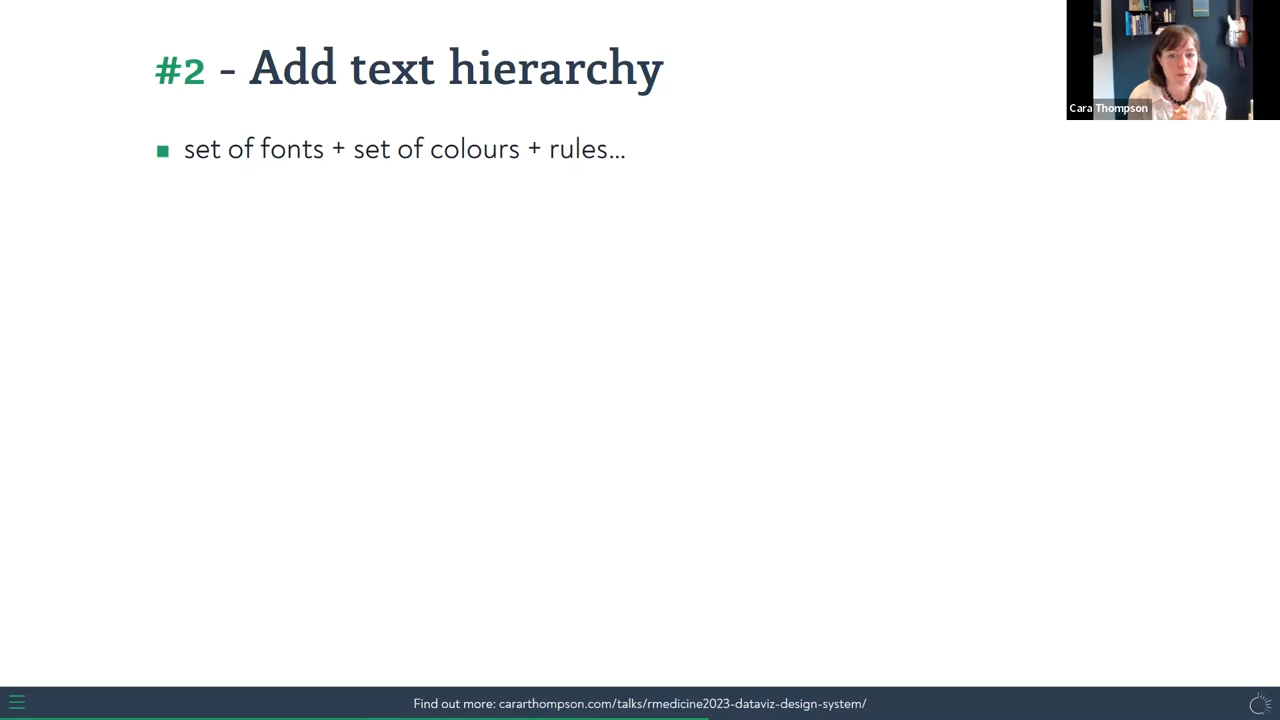 #2 - Add text hierarchy
set of fonts + set of colours + rules...
Cara Thompson
Find out more: cararthompson.com/talks/rmedicine2023-dataviz-design-system/